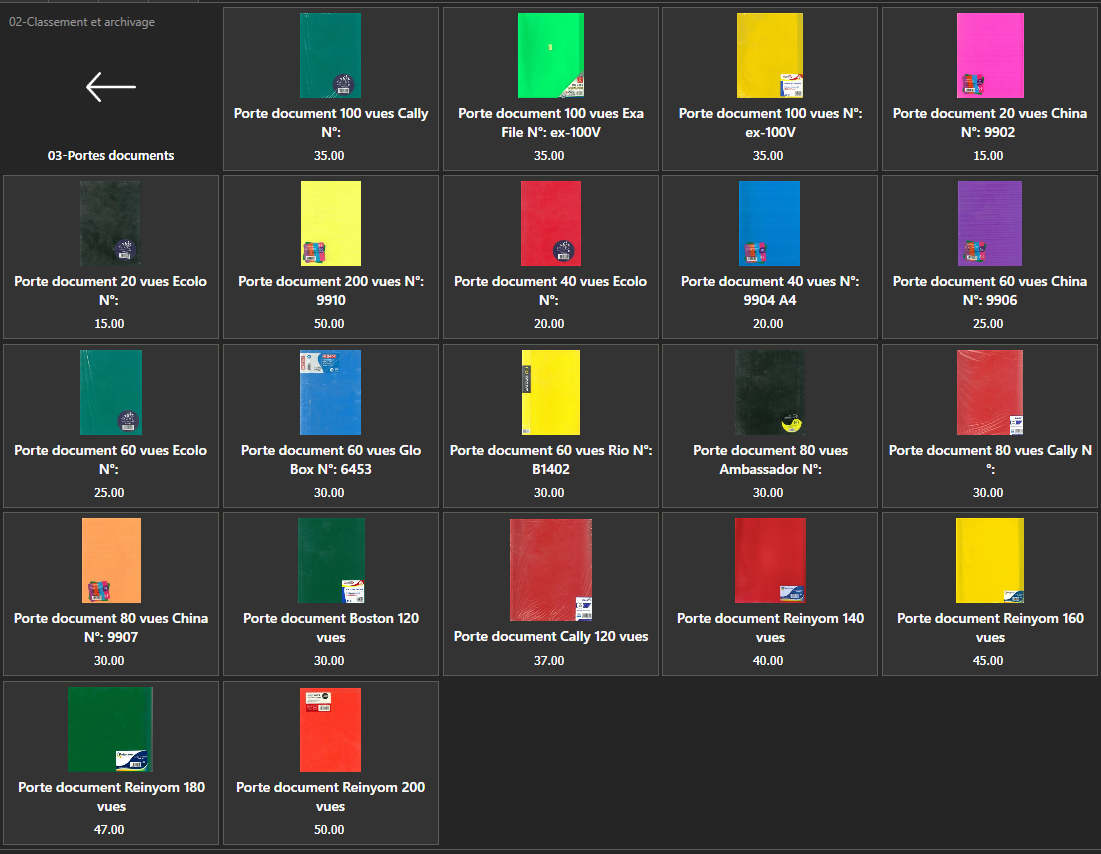 02-Classement et archivage
03-Portes documents
Porte document 100 vues Cally
N°:
35.00
Porte document 100 vues Exa
File N°: ex-100V
35.00
Porte document 100 vues N°:
ex-100V
35.00
Porte document 20 vues China
N°: 9902
15.00
Porte document 20 vues Ecolo
N°:
15.00
Porte document 200 vues N°:
9910
50.00
Porte document 40 vues Ecolo
N°:
20.00
Porte document 40 vues N°:
9904 A4
20.00
Porte document 60 vues China
N°: 9906
25.00
Porte document 60 vues Ecolo
N°:
25.00
Porte document 60 vues Glo
Box N°: 6453
30.00
Porte document 60 vues Rio N°:
B1402
30.00
Porte document 80 vues
Ambassador N°:
30.00
Porte document 80 vues Cally N
°:
30.00
Porte document 80 vues China
N°: 9907
30.00
Porte document Boston 120
vues
30.00
Porte document Cally 120 vues
37.00
Porte document Reinyom 140
vues
40.00
Porte document Reinyom 160
vues
45.00
Porte document Reinyom 180
vues
47.00
Porte document Reinyom 200
vues
50.00